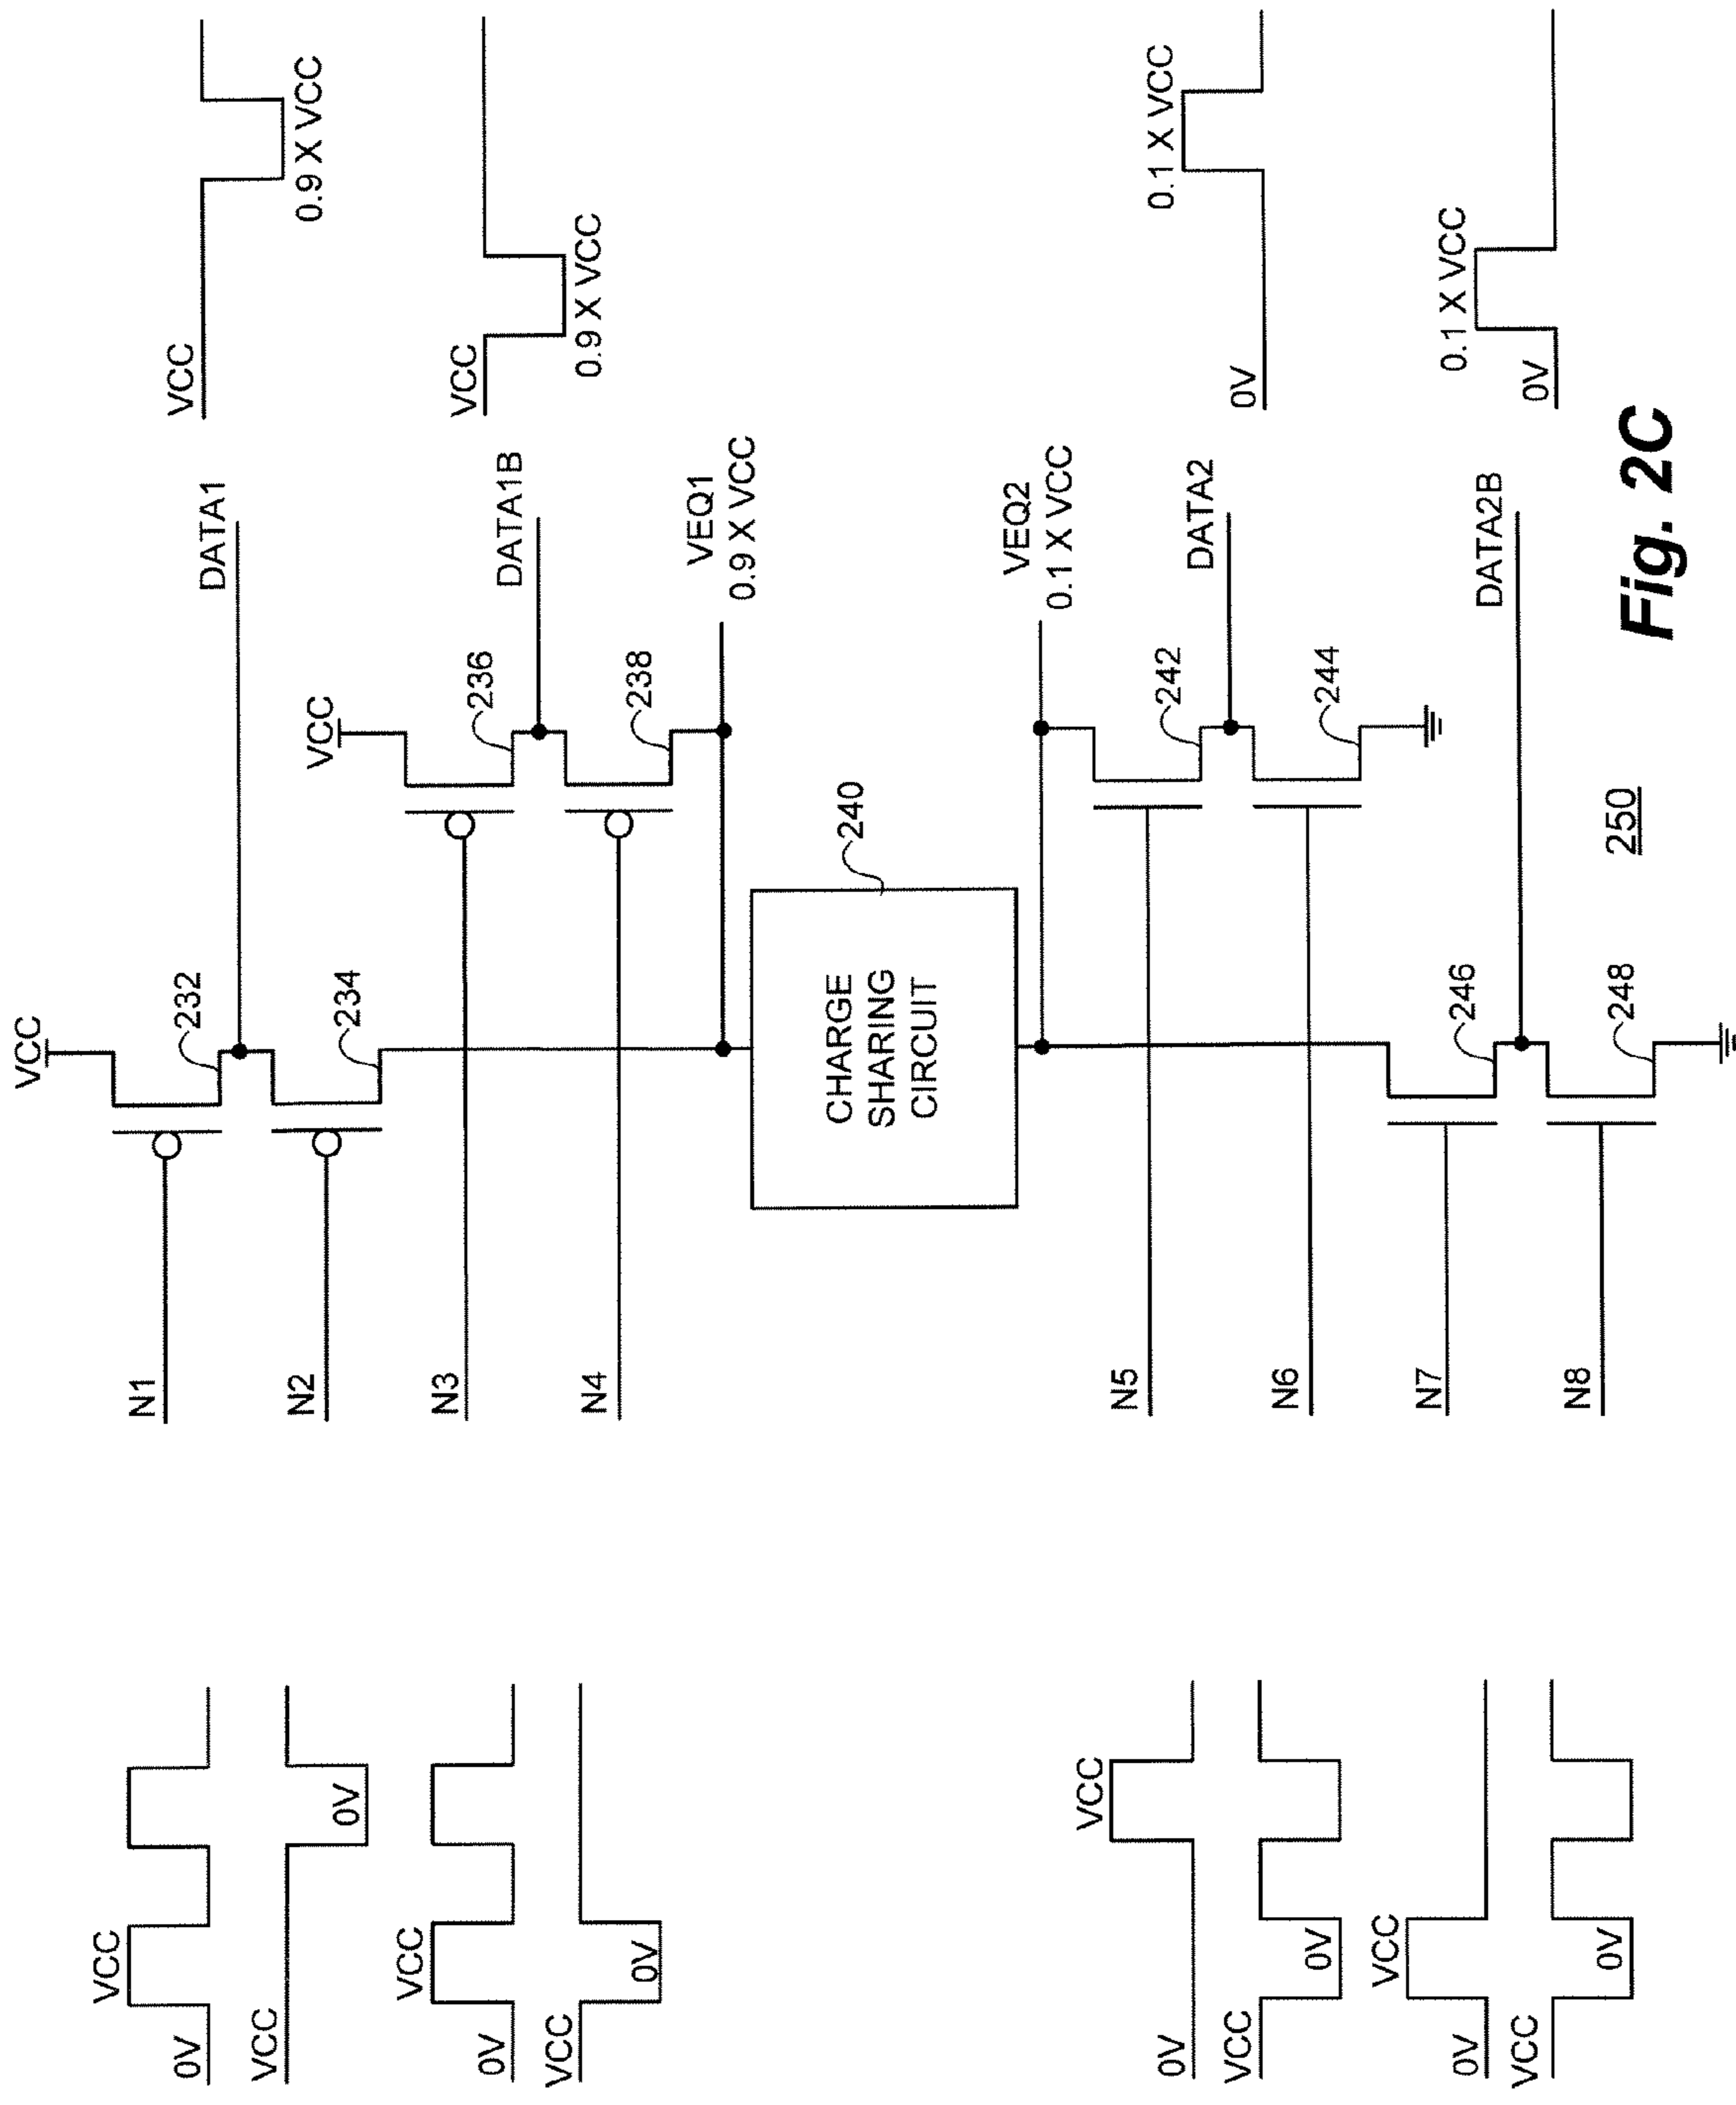 VCC
0.9 X VCC
VCC
0.9 X VCC
0V
0.1 X VCC
0V
0.1 X VCC
DATA1
DATA1B
VEQ1
0.9 X VCC
VEQ2
0.1 X VCC
DATA2
DATA2B
VCC
232
234
VCC
236
238
240
CHARGE
SHARING
CIRCUIT
242
244
246
248
N1
N2
N3
N4
N5
N6
N7
N8
0V
VCC
VCC
0V
0V
VCC
VCC
0V
0V
VCC
VCC
0V
0V
VCC
VCC
0V
250
Fig. 2C